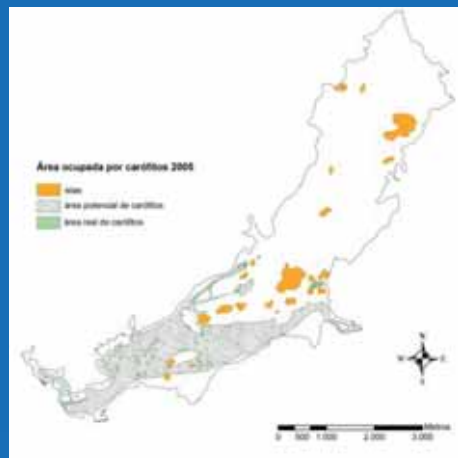 Área ocupada por carófitos 2005
islas
área potencial de carófitos
área real de carófitos
N
W E
S
Metros
0 500 1.000 2.000 3.000